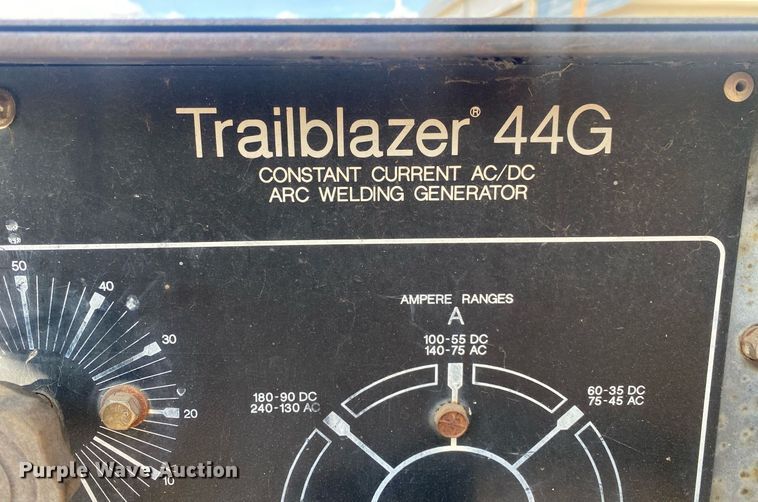 Trailblazer® 44G
CONSTANT CURRENT AC/DC
ARC WELDING GENERATOR
50
40
30
20
10
AMPERE RANGES
A
100-55 DC
140-75 AC
180-90 DC
240-130 AC
60-35 DC
75-45 AC
Purple Wave Auction